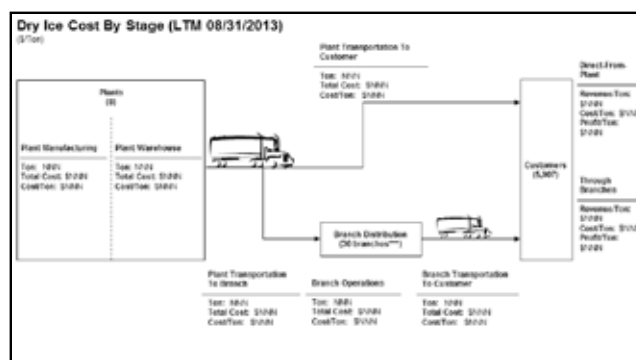 Dry Ice Cost By Stage (LTM 08/31/2013)
($/Ton)
Plant Transportation To
Customer
Ton: NNN
Total Cost: $NNN
Cost/Ton: $NNN
Direct-From-
Plant
Revenue/Ton:
$NNN
Cost/Ton: $NNN
Profit/Ton:
$NNN
Plants
Plant Manufacturing
Ton: NNN
Total Cost: $NNN
Cost/Ton: $NNN
Plant Warehouse
Ton: NNN
Total Cost: $NNN
Cost/Ton: $NNN
Customers
Through
Branches
Revenue/Ton:
$NNN
Cost/Ton: $NNN
Profit/Ton:
$NNN
Branch Distribution
Plant Transportation
To Branch
Ton: NNN
Total Cost: $NNN
Cost/Ton: $NNN
Branch Operations
Ton: NNN
Total Cost: $NNN
Cost/Ton: $NNN
Branch Transportation
To Customer
Ton: NNN
Total Cost: $NNN
Cost/Ton: $NNN